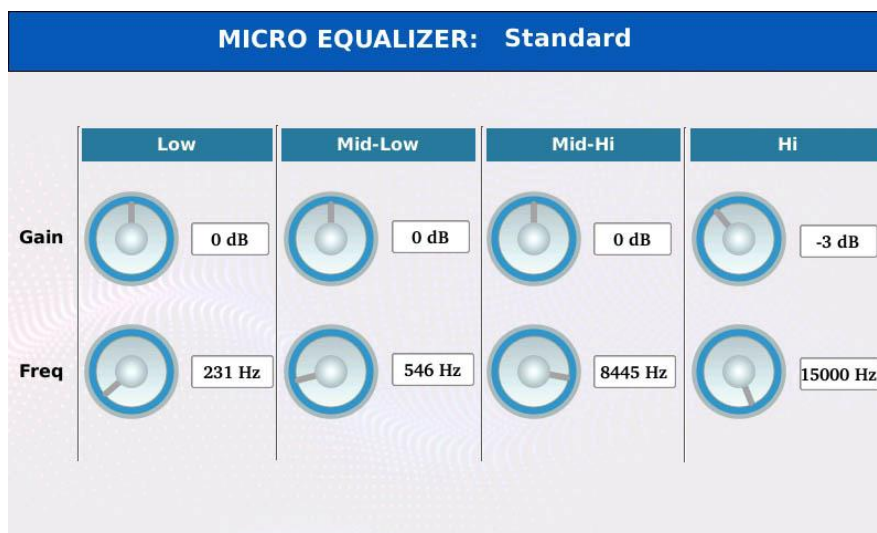 MICRO EQUALIZER: Standard
Low Mid-Low Mid-Hi Hi
Gain 0 dB 0 dB 0 dB -3 dB
Freq 231 Hz 546 Hz 8445 Hz 15000 Hz